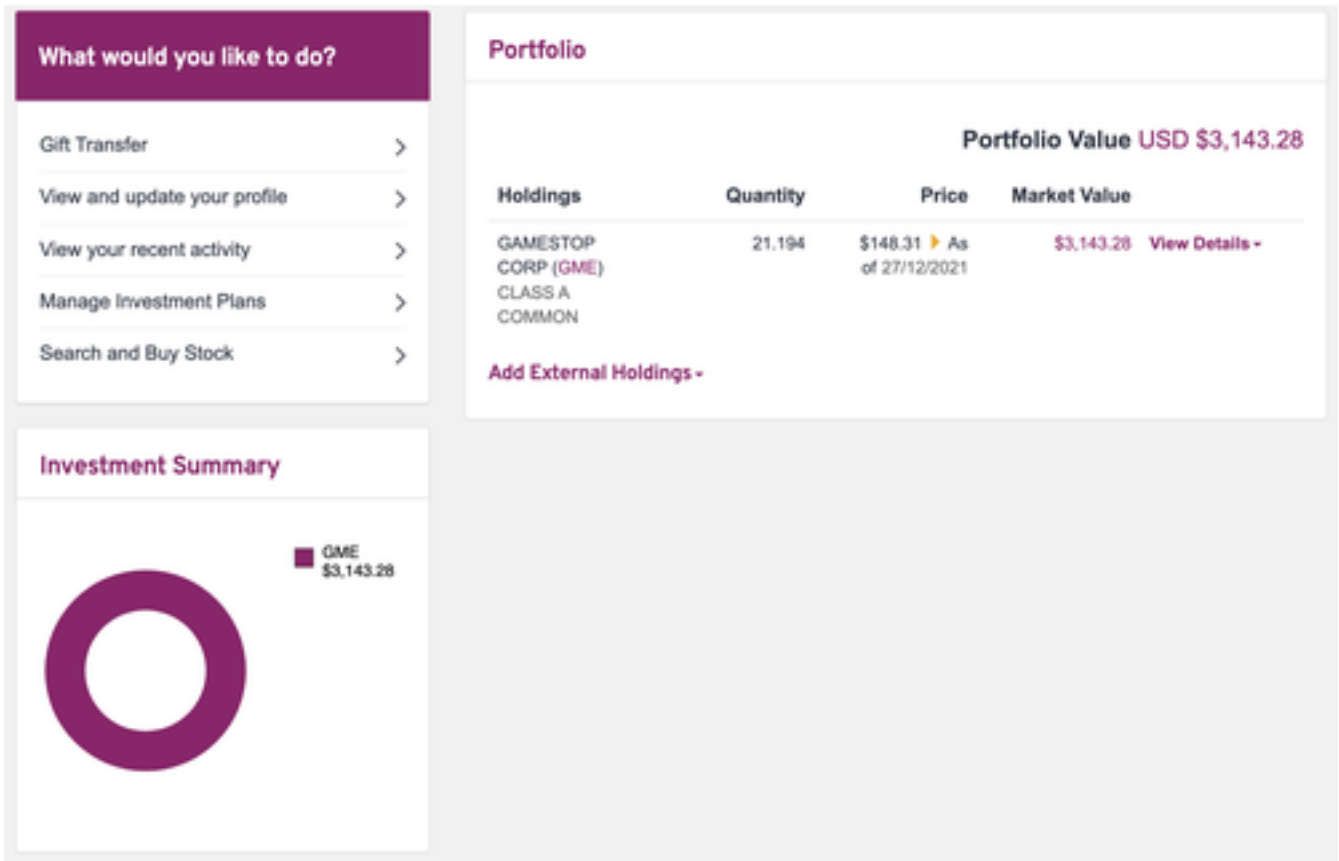 What would you like to do?
Gift Transfer
View and update your profile
View your recent activity
Manage Investment Plans
Search and Buy Stock
Portfolio
Portfolio Value USD $3,143.28
Holdings Quantity Price Market Value
GAMESTOP 21.194 $148.31 As $3,143.28 View Details
CORP (GME) of 27/12/2021
CLASS A
COMMON
Add External Holdings
Investment Summary
GME
$3,143.28